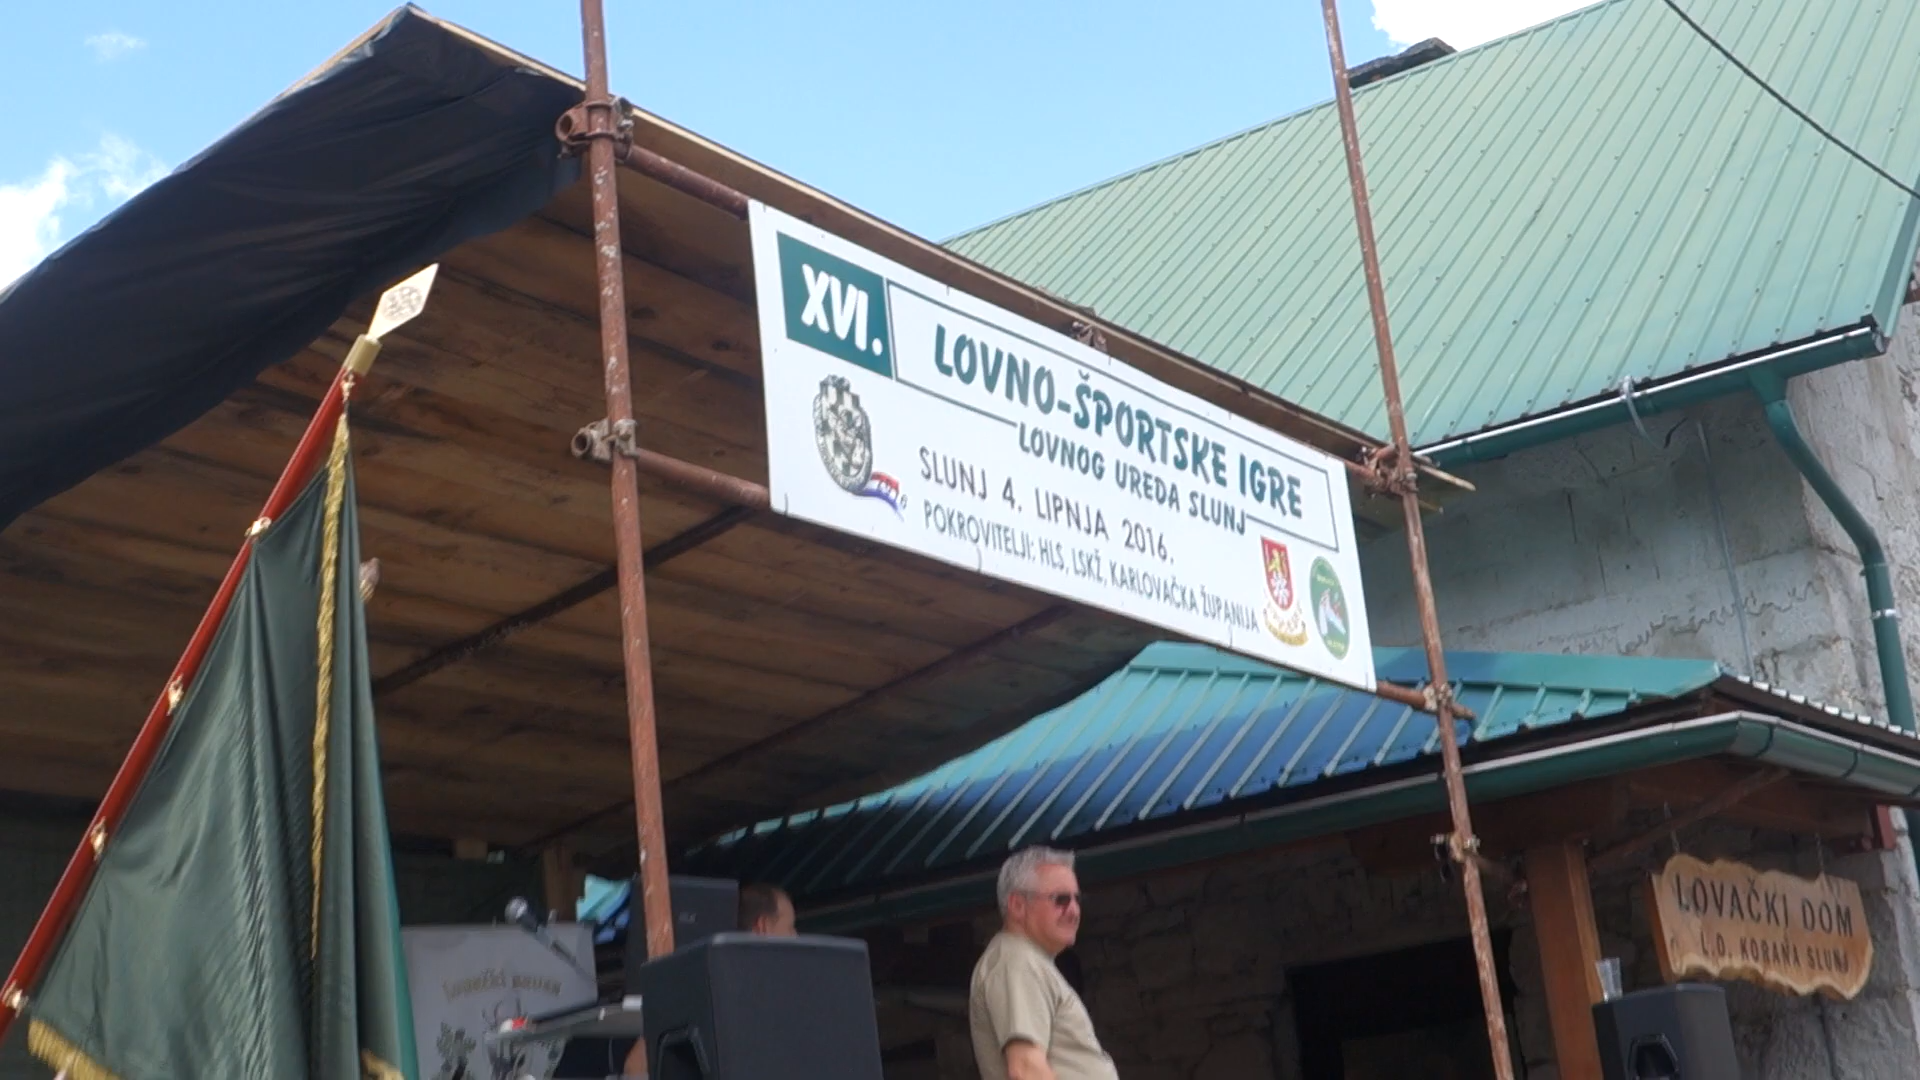 XVI.
LOVNO-ŠPORTSKE IGRE
LOVNOG UREDA SLUNJ
SLUNJ 4. LIPNJA 2016.
POKROVITELJI: HLS, LSKŽ, KARLOVAČKA ŽUPANIJA
LOVAČKI DOM
L.D. KORANA SLUNJ